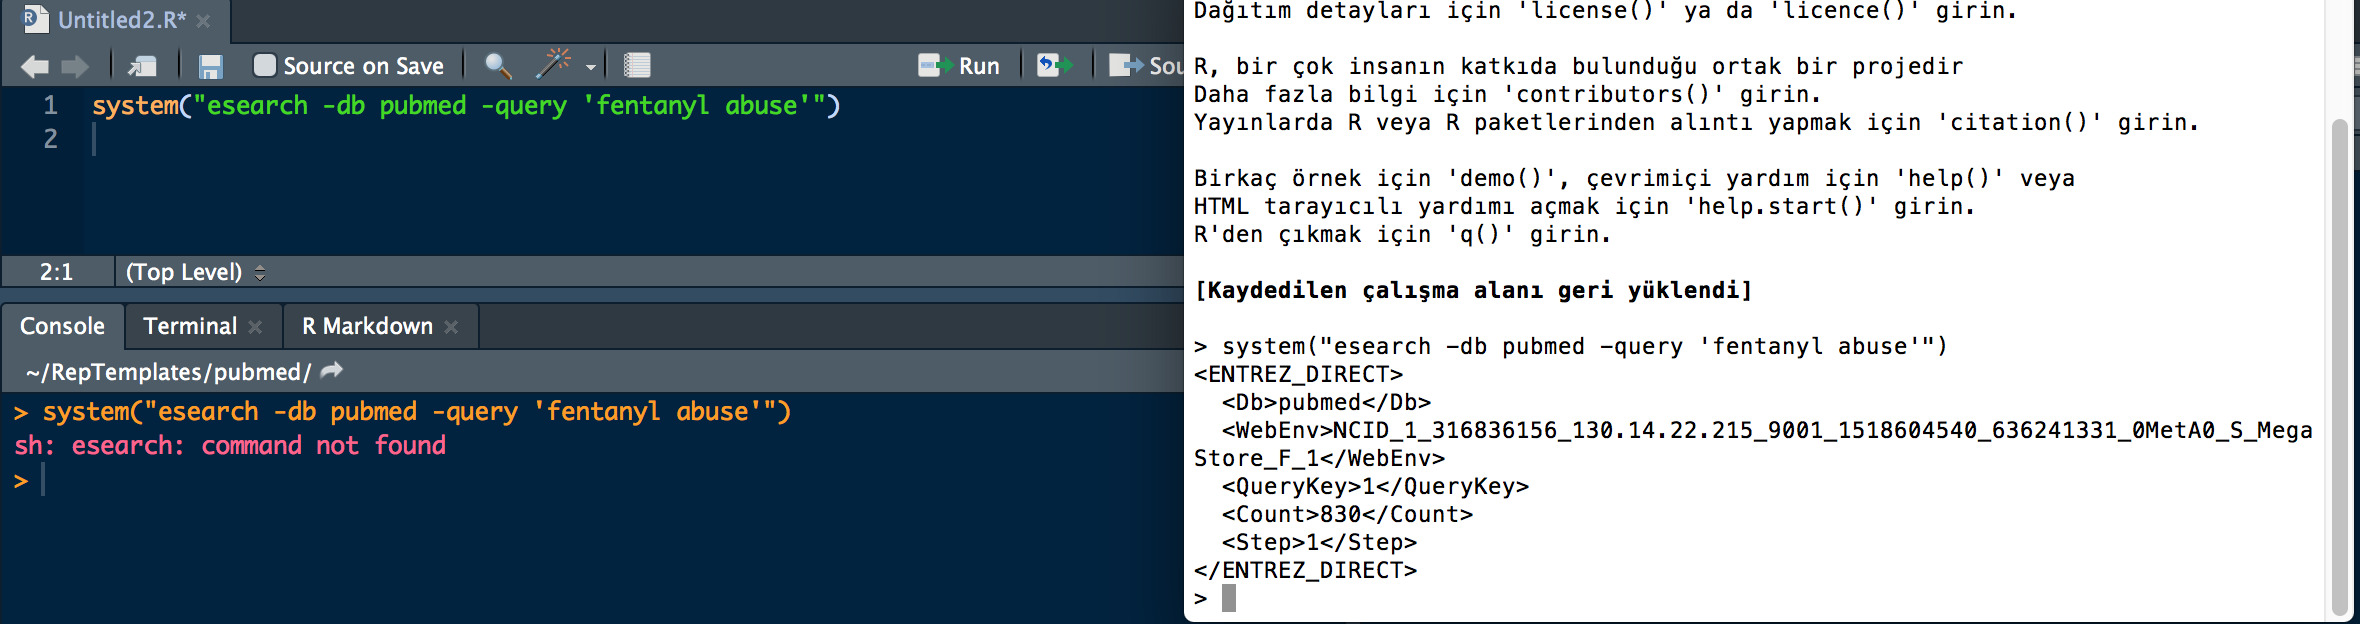 Untitled2.R*
Source on Save
Run
Sou
1 system("esearch -db pubmed -query 'fentanyl abuse'")
2
2:1 (Top Level)
Console Terminal R Markdown
~/RepTemplates/pubmed/
> system("esearch -db pubmed -query 'fentanyl abuse'")
sh: esearch: command not found
>
Dağıtım detayları için 'license()' ya da 'licence()' girin.
R, bir çok insanın katkıda bulunduğu ortak bir projedir
Daha fazla bilgi için 'contributors()' girin.
Yayınlarda R veya R paketlerinden alıntı yapmak için 'citation()' girin.
Birkaç örnek için 'demo()', çevrimiçi yardım için 'help()' veya
HTML tarayıcılı yardımı açmak için 'help.start()' girin.
R'den çıkmak için 'q()' girin.
[Kaydedilen çalışma alanı geri yüklendi]
> system("esearch -db pubmed -query 'fentanyl abuse'")
<ENTREZ_DIRECT>
<Db>pubmed</Db>
<WebEnv>NCID_1_316836156_130.14.22.215_9001_1518604540_636241331_0MetA0_S_Mega
Store_F_1</WebEnv>
<QueryKey>1</QueryKey>
<Count>830</Count>
<Step>1</Step>
</ENTREZ_DIRECT>
>